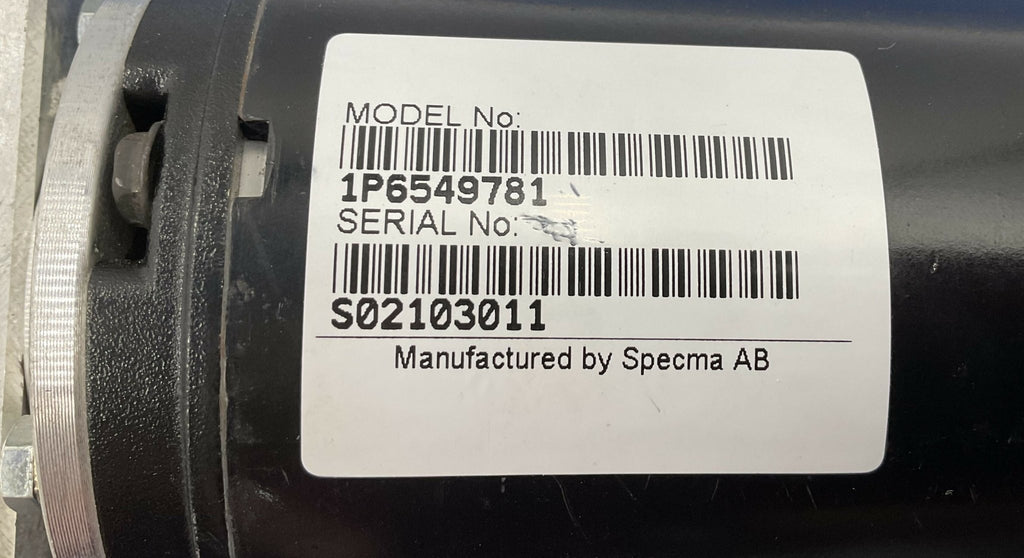 MODEL No:
1P6549781
SERIAL No:
S02103011
Manufactured by Specma AB